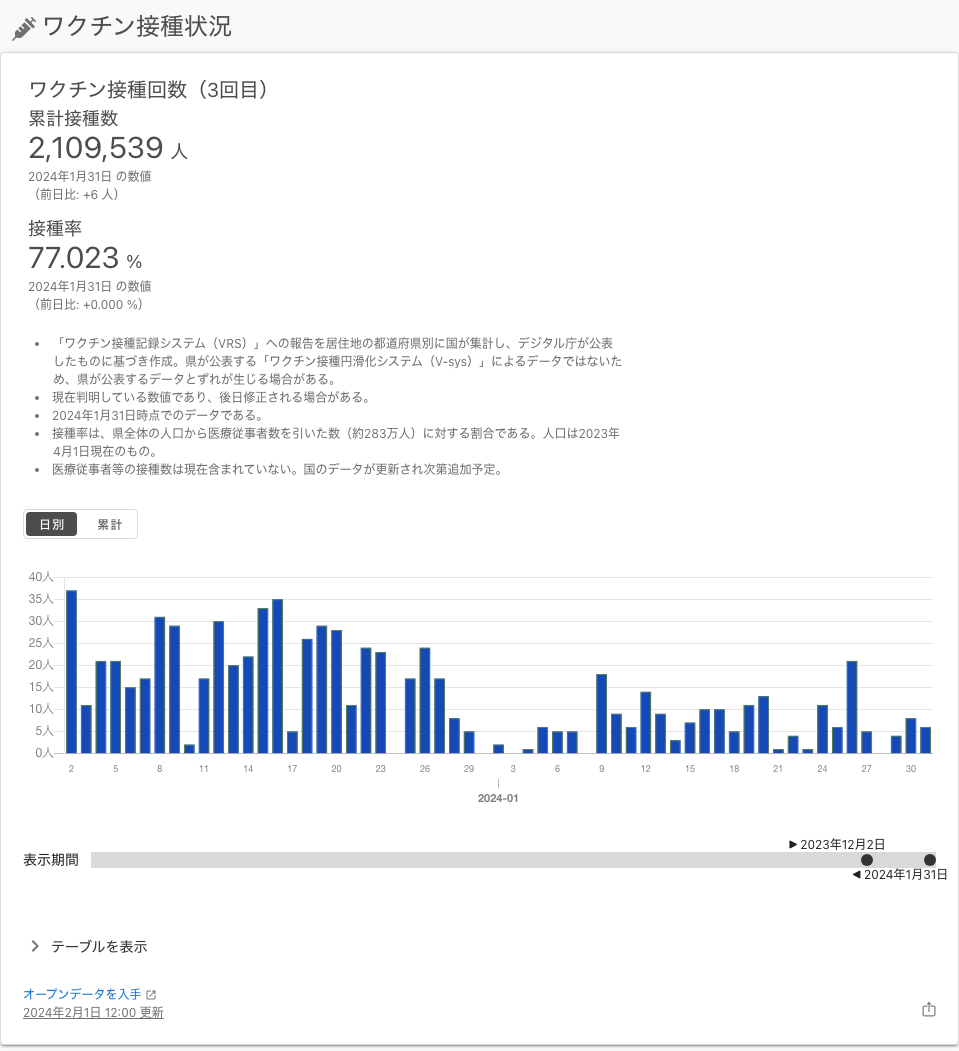 ワクチン接種状況
ワクチン接種回数（3回目）
累計接種数
2,109,539 人
2024年1月31日 の数値
（前日比: +6 人）
接種率
77.023 %
2024年1月31日 の数値
（前日比: +0.000 %）
• 「ワクチン接種記録システム（VRS）」への報告を居住地の都道府県別に国が集計し、デジタル庁が公表
したものに基づき作成。県が公表する「ワクチン接種円滑化システム（V-sys）」によるデータではないた
め、県が公表するデータとずれが生じる場合がある。
• 現在判明している数値であり、後日修正される場合がある。
• 2024年1月31日時点でのデータである。
• 接種率は、県全体の人口から医療従事者数を引いた数（約283万人）に対する割合である。人口は2023年
4月1日現在のもの。
• 医療従事者等の接種数は現在含まれていない。国のデータが更新され次第追加予定。
日別 累計
40人
35人
30人
25人
20人
15人
10人
5人
0人
2 5 8 11 14 17 20 23 26 29 3 6 9 12 15 18 21 24 27 30
2024-01
2023年12月2日
表示期間
2024年1月31日
テーブルを表示
オープンデータを入手
2024年2月1日 12:00 更新